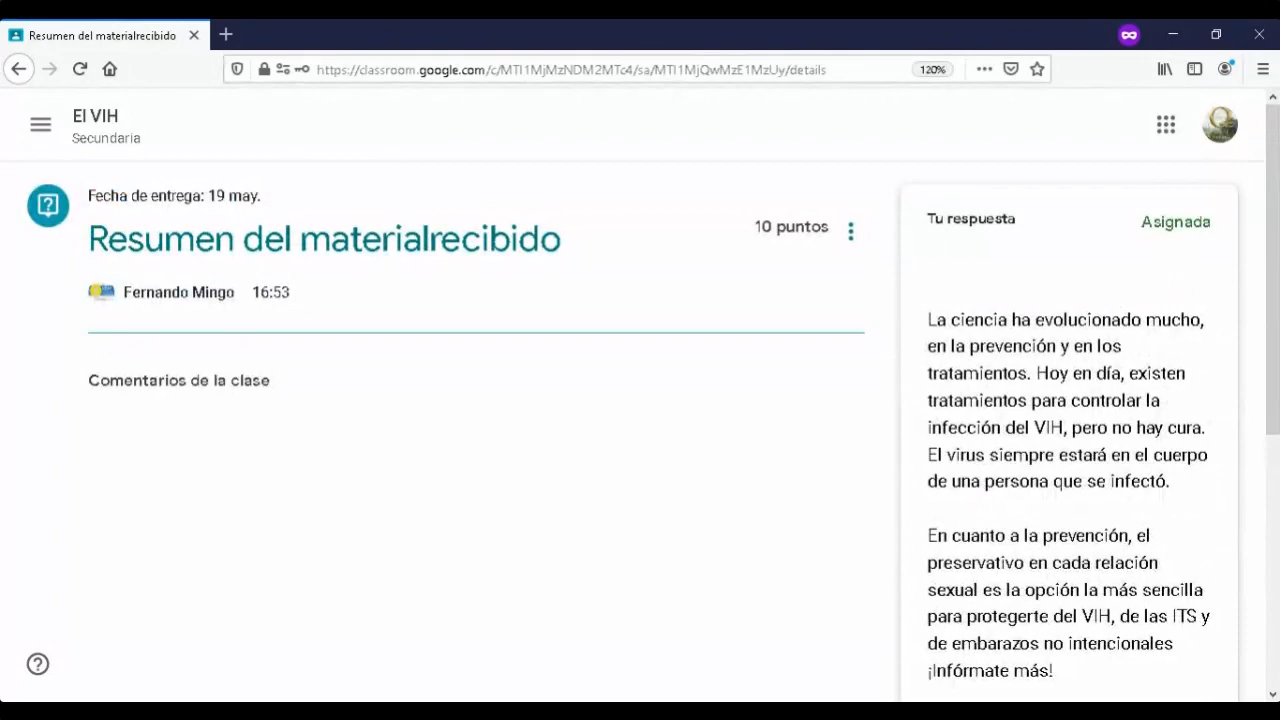 Resumen del materialrecibido
https://classroom.google.com/c/MTI1MjMzNDM2MTc4/sa/MTI1MjQwMzE1MzUy/details
120%
El VIH
Secundaria
Fecha de entrega: 19 may.
Resumen del materialrecibido
10 puntos
Fernando Mingo 16:53
Comentarios de la clase
Tu respuesta
Asignada
La ciencia ha evolucionado mucho,
en la prevención y en los
tratamientos. Hoy en día, existen
tratamientos para controlar la
infección del VIH, pero no hay cura.
El virus siempre estará en el cuerpo
de una persona que se infectó.
En cuanto a la prevención, el
preservativo en cada relación
sexual es la opción la más sencilla
para protegerte del VIH, de las ITS y
de embarazos no intencionales
¡Infórmate más!